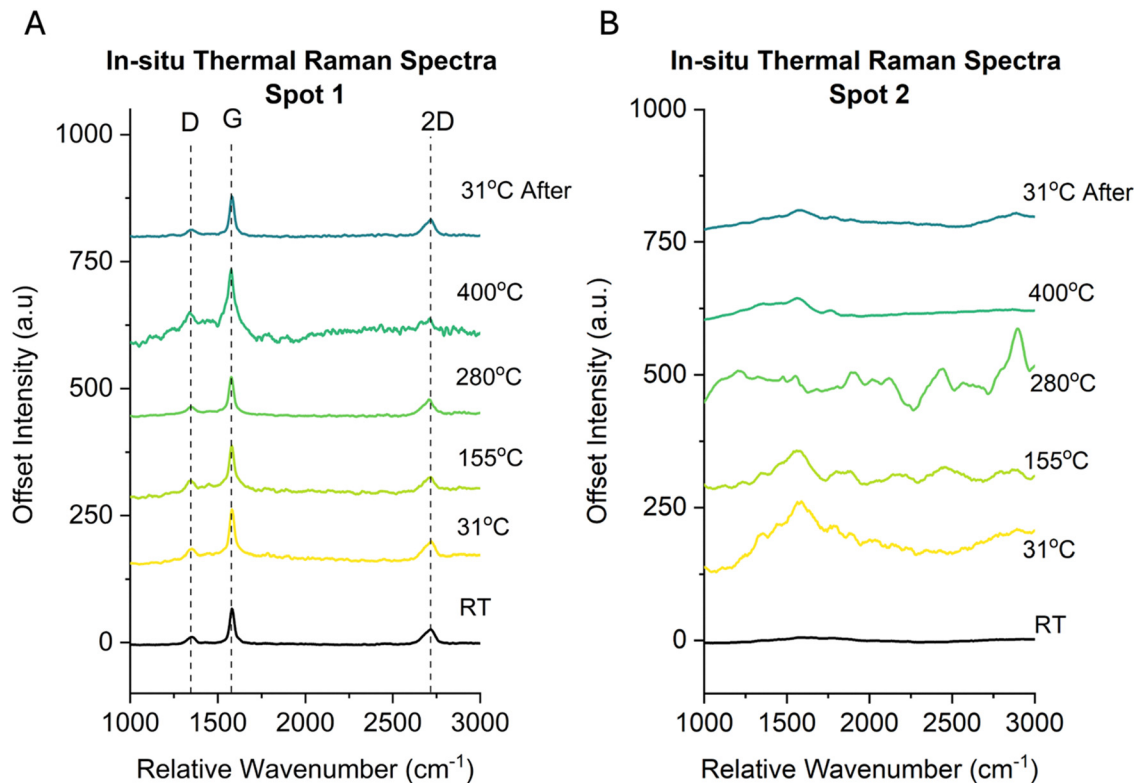 A
In-situ Thermal Raman Spectra
Spot 1
D
G
2D
1000
750
500
250
0
31°C After
400°C
280°C
155°C
31°C
RT
Offset Intensity (a.u)
1000
1500
2000
2500
3000
Relative Wavenumber (cm⁻¹)
B
In-situ Thermal Raman Spectra
Spot 2
1000
750
500
250
0
31°C After
400°C
280°C
155°C
31°C
RT
Offset Intensity (a.u.)
1000
1500
2000
2500
3000
Relative Wavenumber (cm⁻¹)